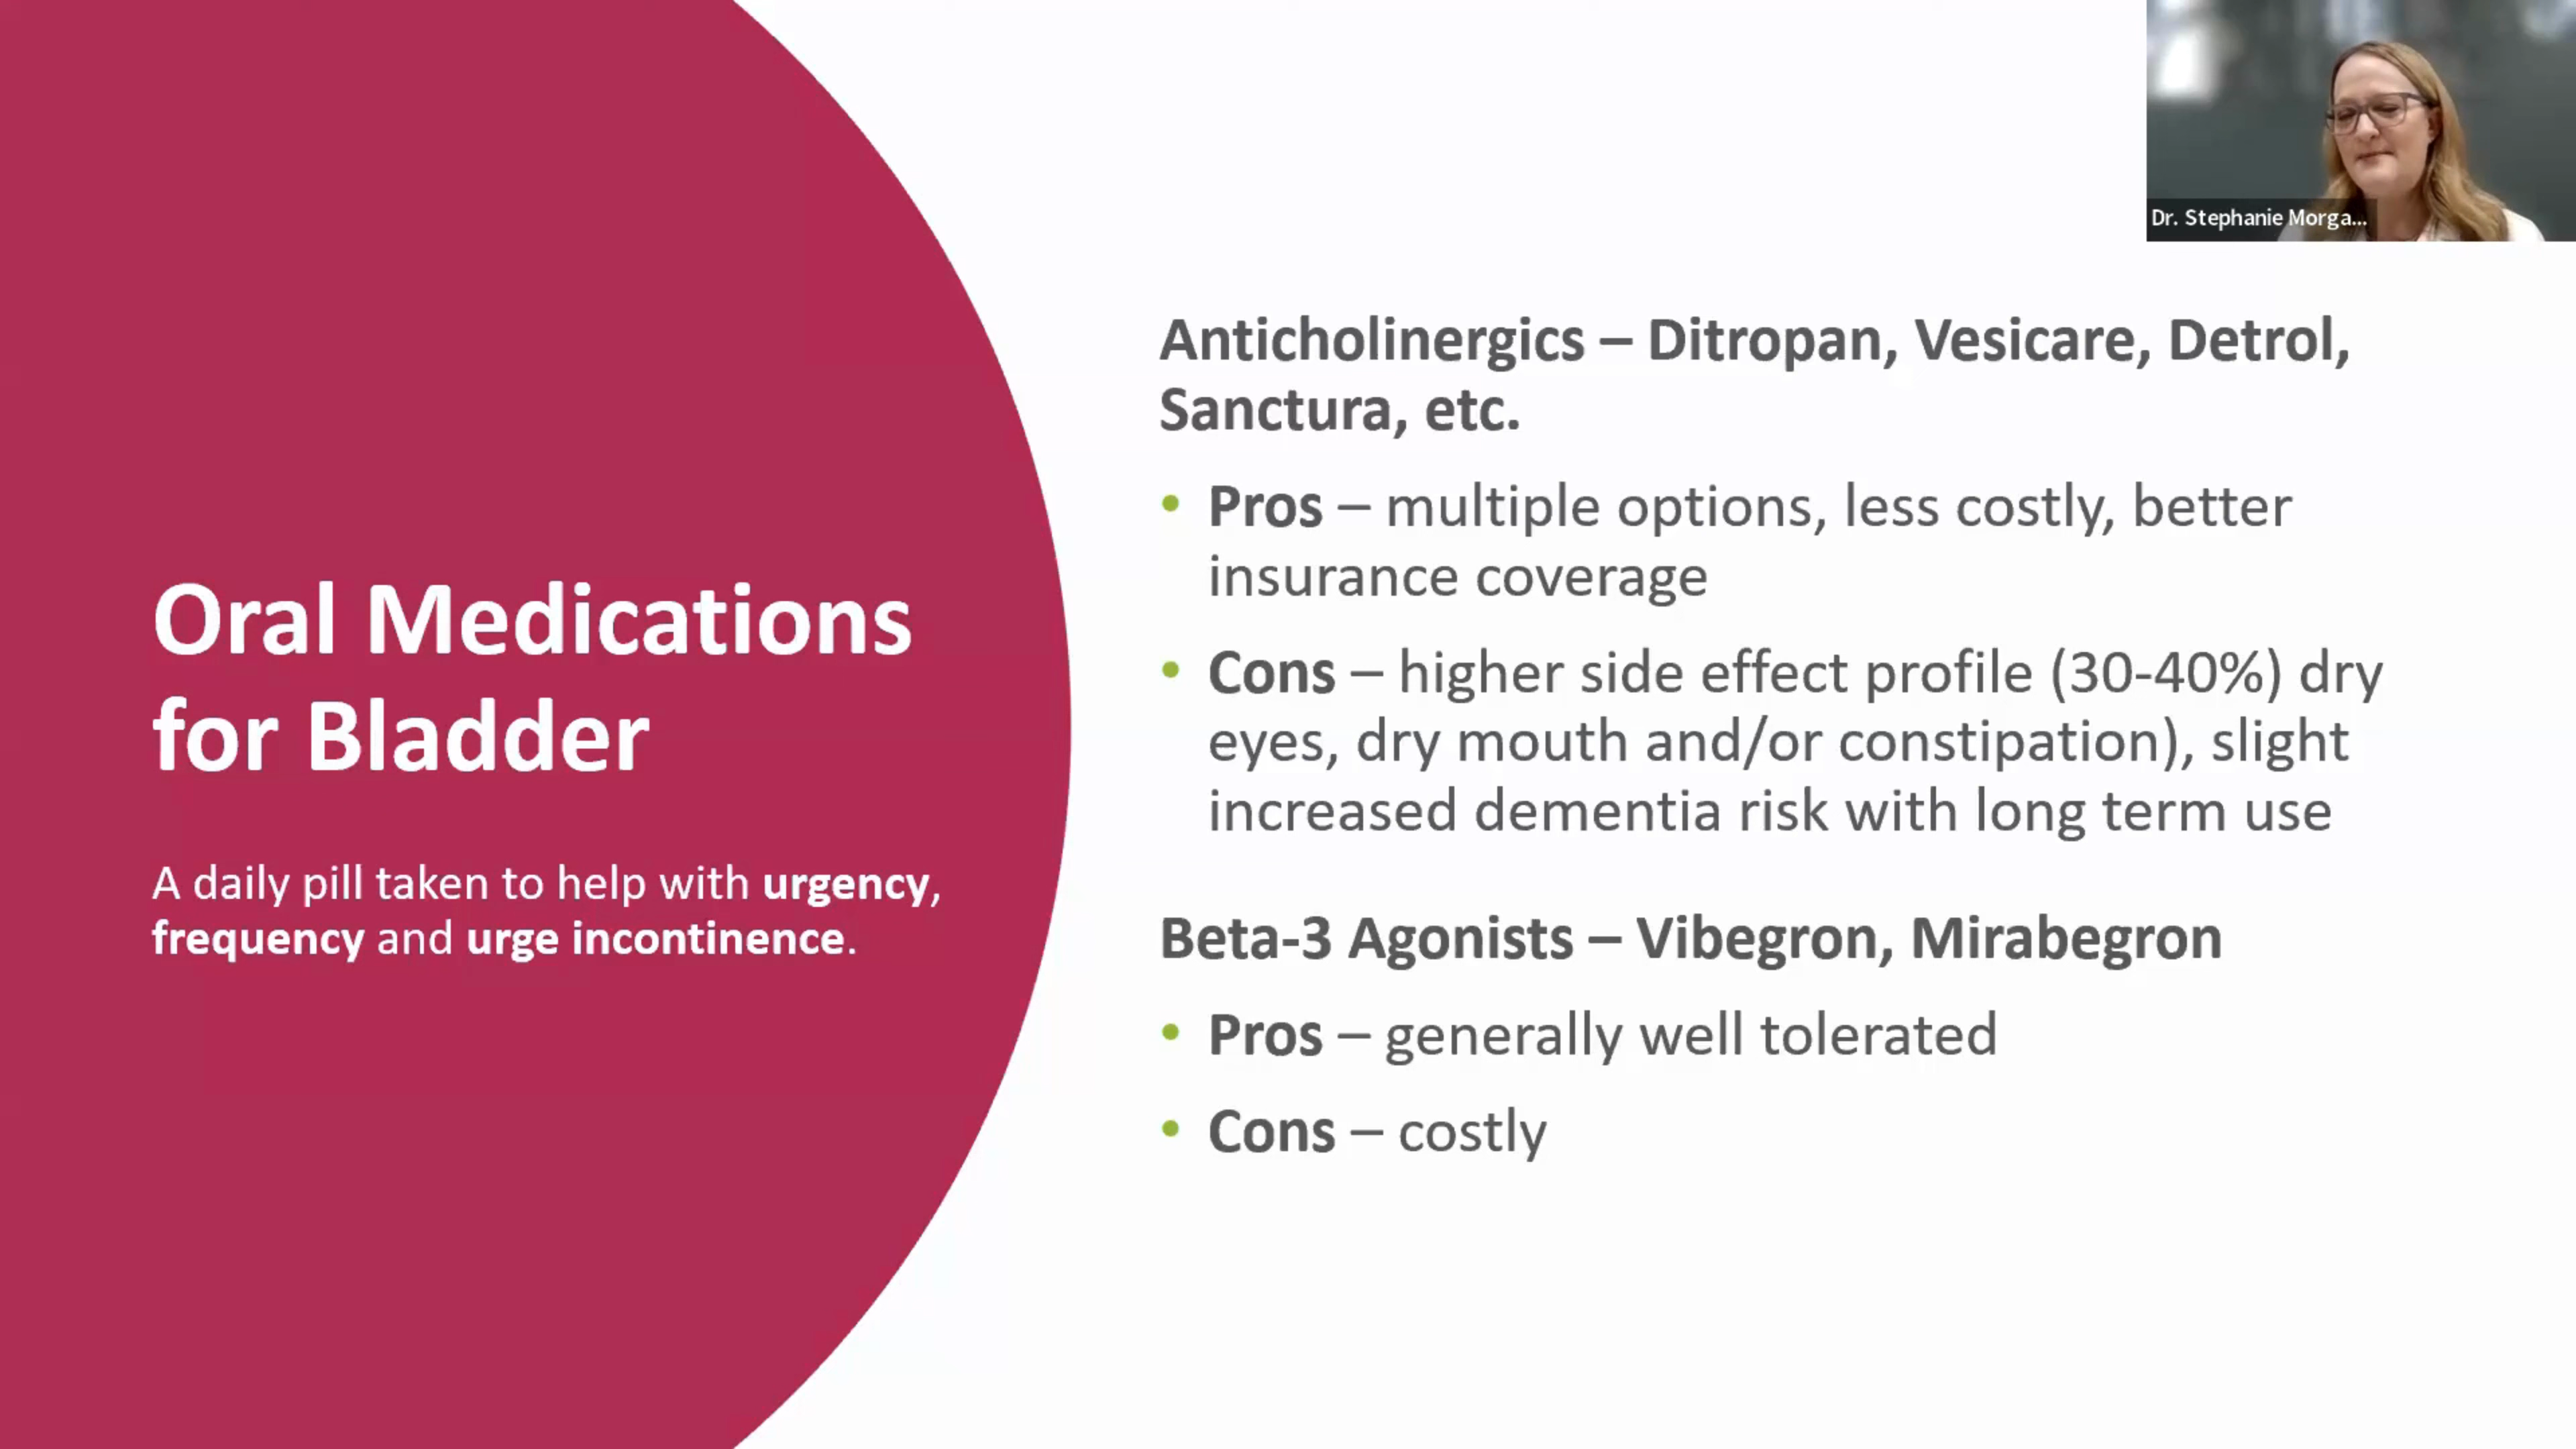 Dr. Stephanie Morga...
Oral Medications
for Bladder
A daily pill taken to help with urgency,
frequency and urge incontinence.
Anticholinergics – Ditropan, Vesicare, Detrol,
Sanctura, etc.
• Pros – multiple options, less costly, better
insurance coverage
• Cons – higher side effect profile (30-40%) dry
eyes, dry mouth and/or constipation), slight
increased dementia risk with long term use
Beta-3 Agonists – Vibegron, Mirabegron
• Pros – generally well tolerated
• Cons – costly